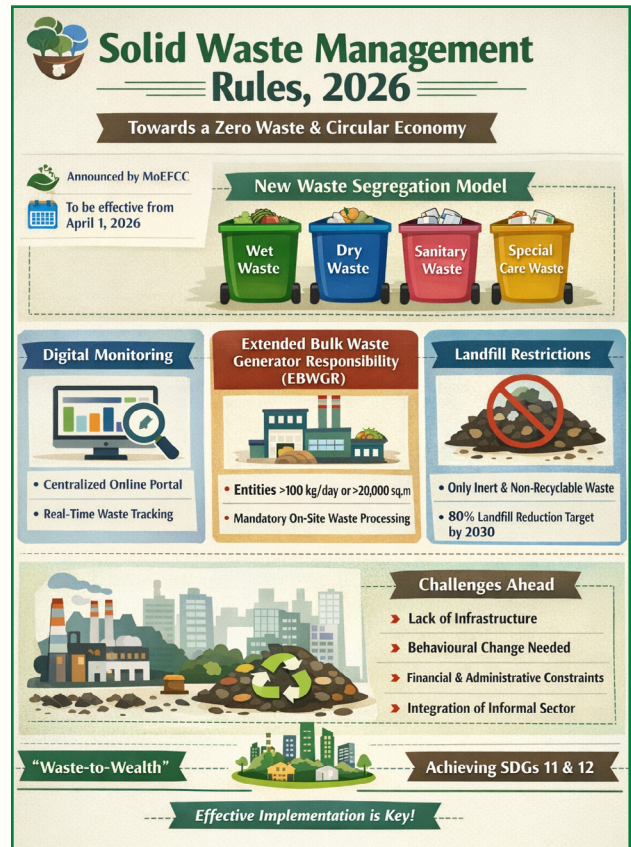 Solid Waste Management
Rules, 2026
Towards a Zero Waste & Circular Economy
Announced by MoEFCC
To be effective from
April 1, 2026
New Waste Segregation Model
Wet
Waste
Dry
Waste
Sanitary
Waste
Special
Care Waste
Digital Monitoring
• Centralized Online Portal
• Real-Time Waste Tracking
Extended Bulk Waste
Generator Responsibility
(EBWGR)
• Entities >100 kg/day or >20,000 sq.m
• Mandatory On-Site Waste Processing
Landfill Restrictions
• Only Inert & Non-Recyclable Waste
• 80% Landfill Reduction Target
by 2030
Challenges Ahead
Lack of Infrastructure
Behavioural Change Needed
Financial & Administrative Constraints
Integration of Informal Sector
“Waste-to-Wealth”
Achieving SDGs 11 & 12
Effective Implementation is Key!